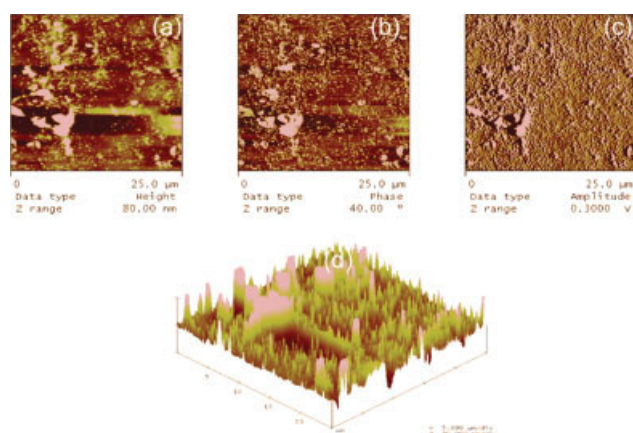 (a)
(b)
(c)
0 25.0 μm
Data type Height
Z range 80.00 nm
0 25.0 μm
Data type Phase
Z range 40.00 °
0 25.0 μm
Data type Amplitude
Z range 0.3000 v
(d)